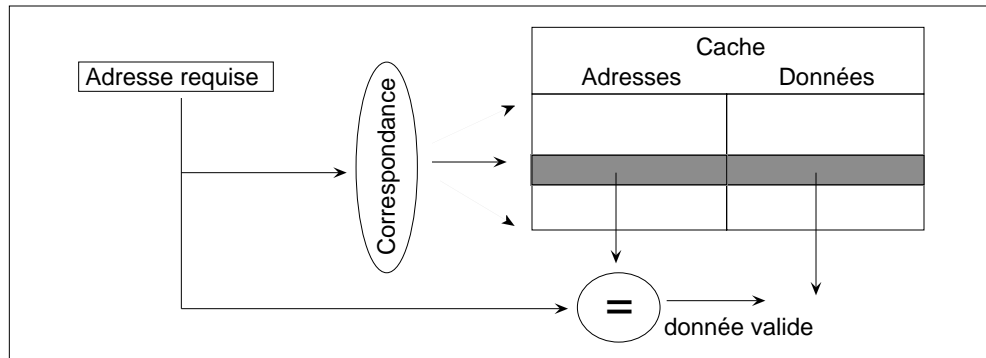 Cache
Adresse requise
Adresses
Données
Correspondance
=
donnée valide